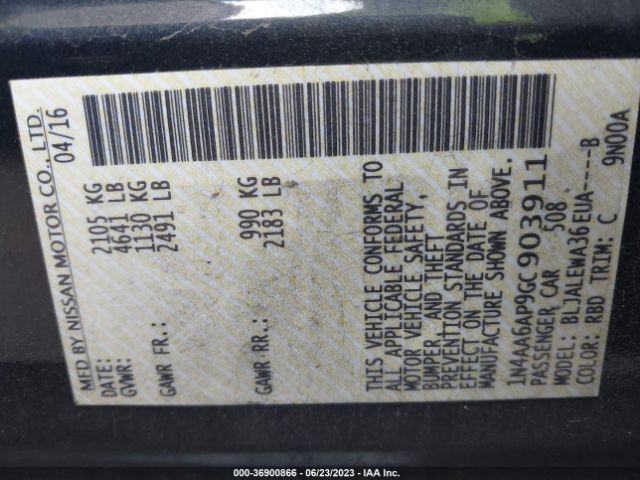 MFD BY NISSAN MOTOR CO., LTD.
DATE: 04/16
GVWR: 2105 KG
4641 LB
GAWR FR.: 1130 KG
2491 LB
GAWR RR.: 990 KG
2183 LB
THIS VEHICLE CONFORMS TO
ALL APPLICABLE FEDERAL
MOTOR VEHICLE SAFETY,
BUMPER, AND THEFT
PREVENTION STANDARDS IN
EFFECT ON THE DATE OF
MANUFACTURE SHOWN ABOVE.
1N4AA6AP9GC903911
PASSENGER CAR 508
MODEL: BLJALEWA36EUA----B
COLOR: RBD TRIM: C 9N00A
000-36900866 - 06/23/2023 - IAA Inc.